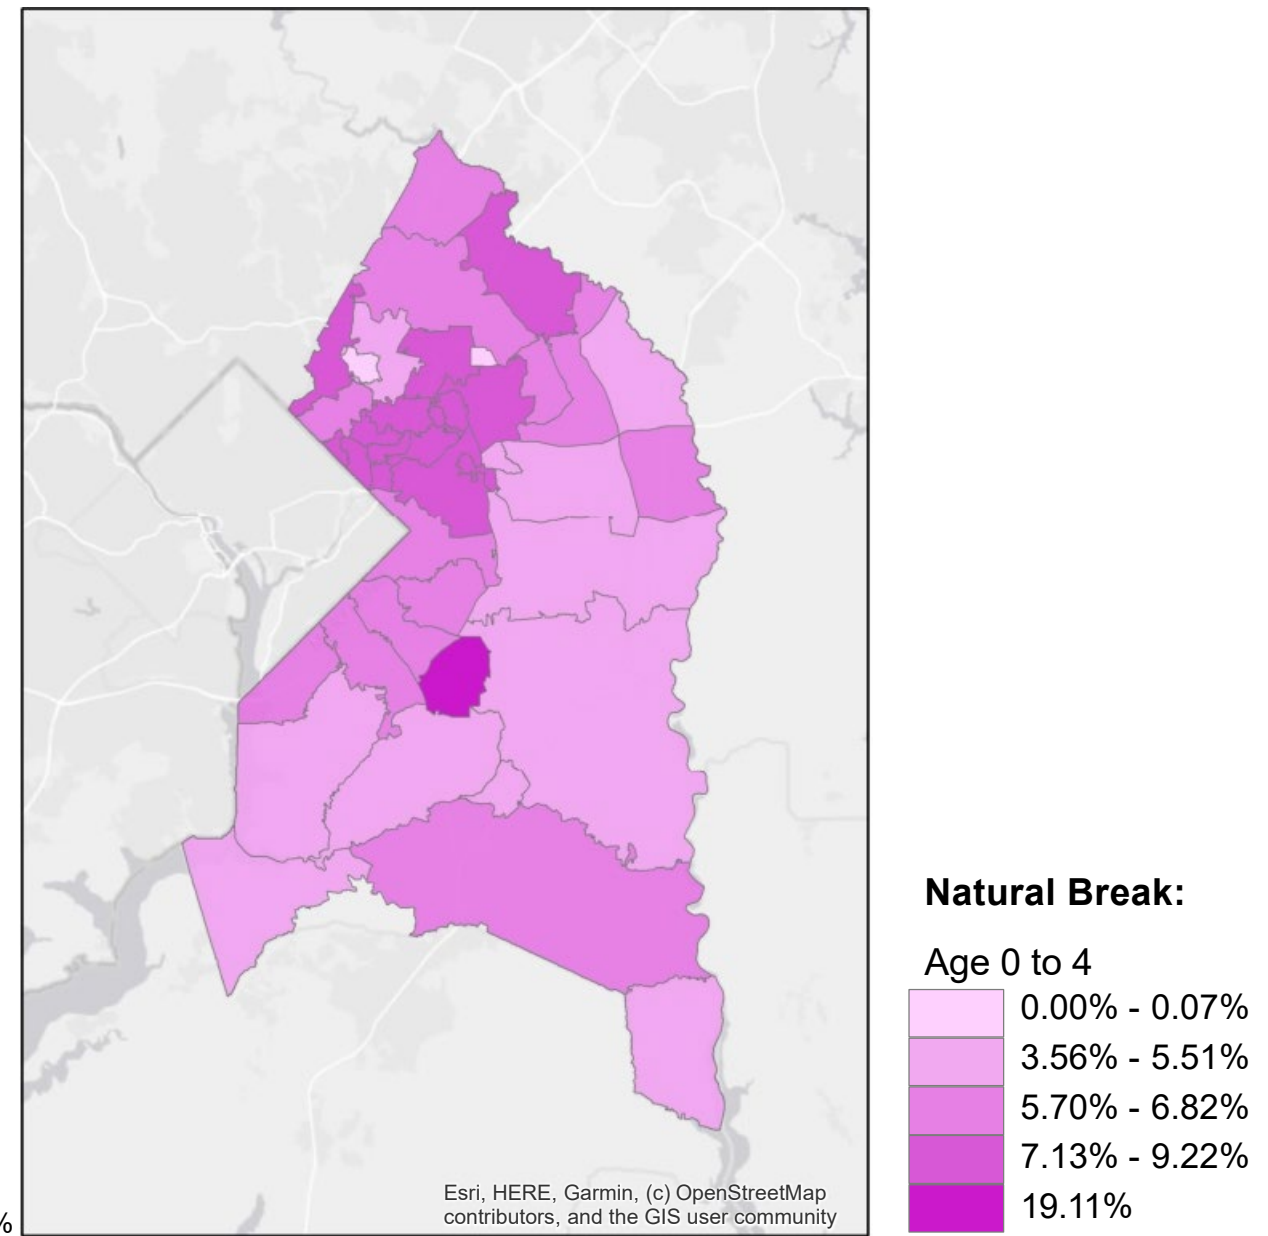 Natural Break:
Age 0 to 4
0.00% - 0.07%
3.56% - 5.51%
5.70% - 6.82%
7.13% - 9.22%
19.11%
Esri, HERE, Garmin, (c) OpenStreetMap
contributors, and the GIS user community
%